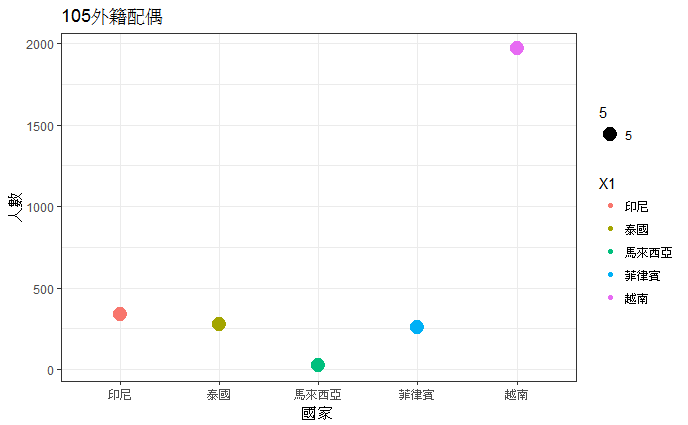 105外籍配偶
2000
1500
1000
500
0
人數
印尼
泰國
馬來西亞
菲律賓
越南
國家
5
5
X1
印尼
泰國
馬來西亞
菲律賓
越南